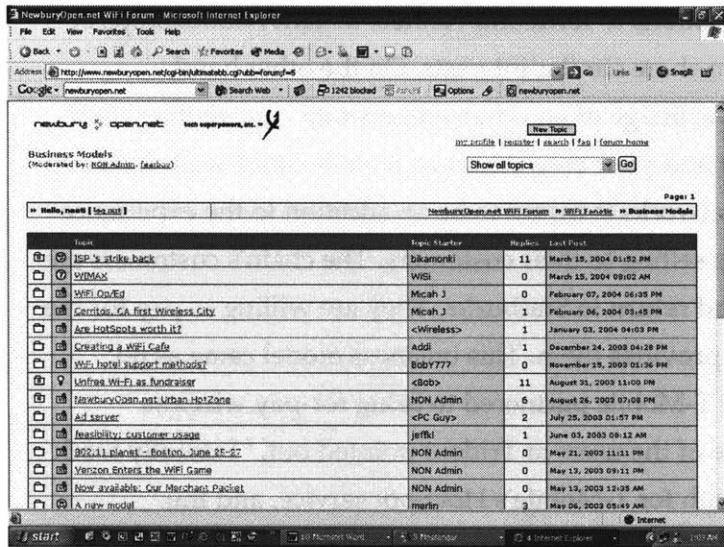 NewburyOpen.net WiFi Forum - Microsoft Internet Explorer
File Edit View Favorites Tools Help
Back Search Favorites Media
Address http://www.newburyopen.net/cgi-bin/ultimatebb.cgi?ubb=forum;f=6 Go Links » SnagIt
Google newburyopen.net Search Web 1242 blocked Options newburyopen.net
newbury open.net tech superpowers, inc.
New Topic
my profile | register | search | faq | forum home
Business Models
(Moderated by: NON Admin, fearbuy)
Show all topics Go
Page: 1
» Hello, neeti [ log out ] NewburyOpen.net WiFi Forum » WiFi Fanatic » Business Models
Topic Topic Starter Replies Last Post
ISP 's strike back bikamonki 11 March 15, 2004 01:52 PM
WIMAX WiSi 0 March 15, 2004 09:02 AM
WiFi Op/Ed Micah J 0 February 07, 2004 06:35 PM
Cerritos, CA first Wireless City Micah J 1 February 06, 2004 03:45 PM
Are HotSpots worth it? <Wireless> 1 January 03, 2004 04:03 PM
Creating a WiFi Cafe Addi 1 December 24, 2003 04:28 PM
WiFi hotel support methods? BobY777 0 November 15, 2003 01:36 PM
Unfree Wi-Fi as fundraiser <Bob> 11 August 31, 2003 11:00 PM
NewburyOpen.net Urban HotZone NON Admin 6 August 26, 2003 07:08 PM
Ad server <PC Guy> 2 July 25, 2003 01:57 PM
feasibility: customer usage jeffkl 1 June 03, 2003 08:12 AM
802.11 planet - Boston, June 25-27 NON Admin 0 May 21, 2003 11:11 PM
Verizon Enters the WiFi Game NON Admin 0 May 13, 2003 09:11 PM
Now available: Our Merchant Packet NON Admin 0 May 13, 2003 12:35 AM
A new model merlin 3 May 06, 2003 05:49 AM
Internet
start 10 Microsoft Word 4 Internet Explorer 1:03 AM